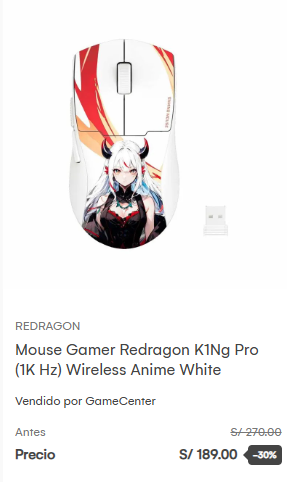 REDRAGON
Mouse Gamer Redragon K1Ng Pro
(1K Hz) Wireless Anime White
Vendido por GameCenter
Antes S/ 270.00
Precio S/ 189.00 -30%